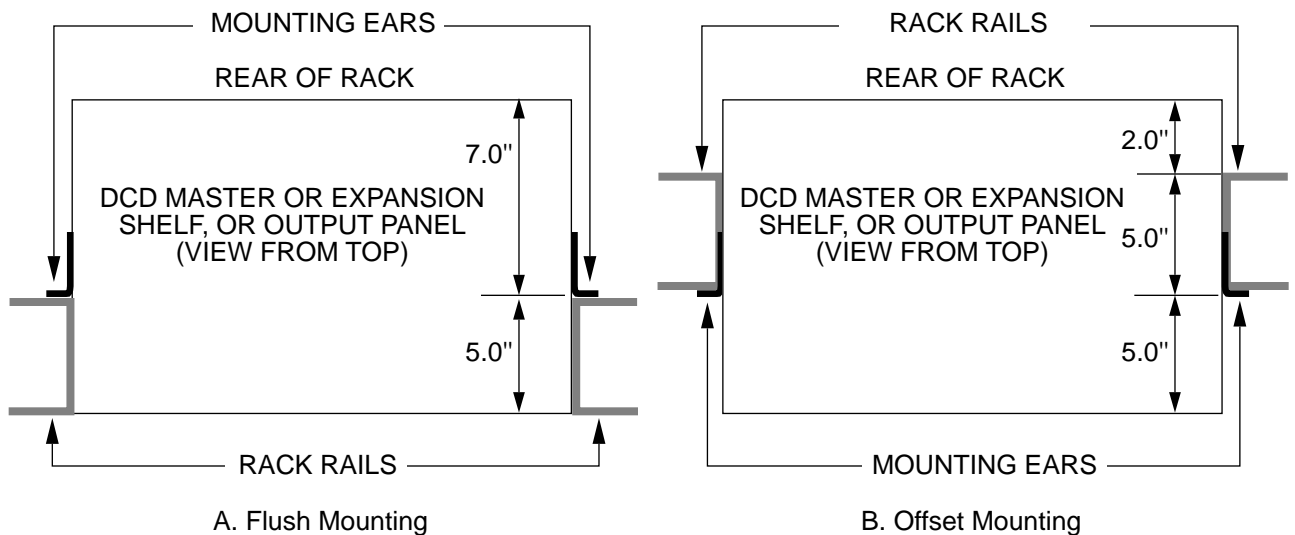 MOUNTING EARS
REAR OF RACK
7.0"
DCD MASTER OR EXPANSION
SHELF, OR OUTPUT PANEL
(VIEW FROM TOP)
5.0"
RACK RAILS
A. Flush Mounting
RACK RAILS
REAR OF RACK
2.0"
DCD MASTER OR EXPANSION
SHELF, OR OUTPUT PANEL
(VIEW FROM TOP)
5.0"
5.0"
MOUNTING EARS
B. Offset Mounting